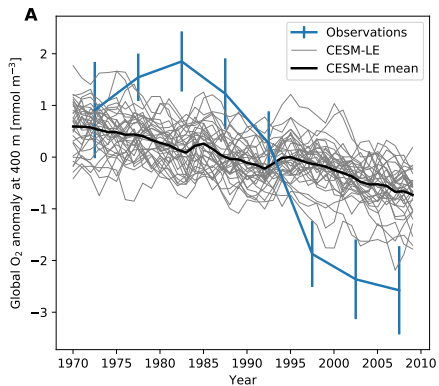 A
Observations
CESM-LE
CESM-LE mean
Global O₂ anomaly at 400 m [mmol m⁻³]
2
1
0
−1
−2
−3
1970 1975 1980 1985 1990 1995 2000 2005 2010
Year